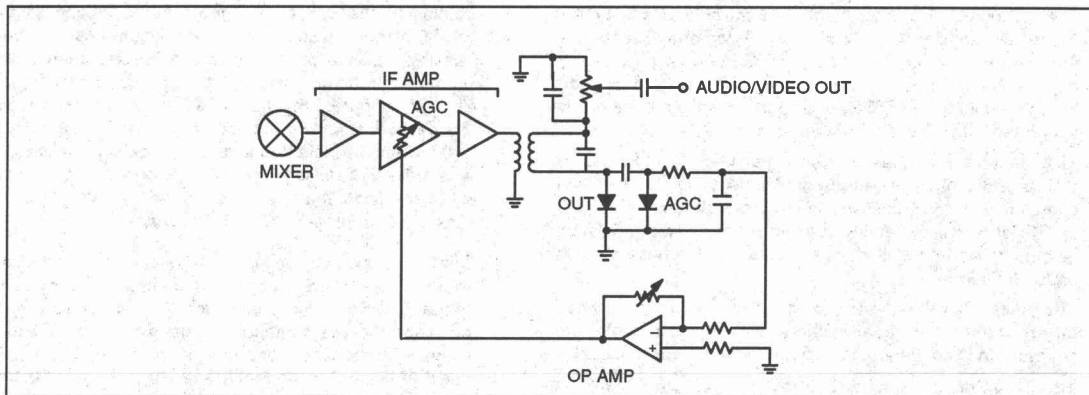 IF AMP
AGC
AUDIO/VIDEO OUT
MIXER
OUT
AGC
−
+
OP AMP